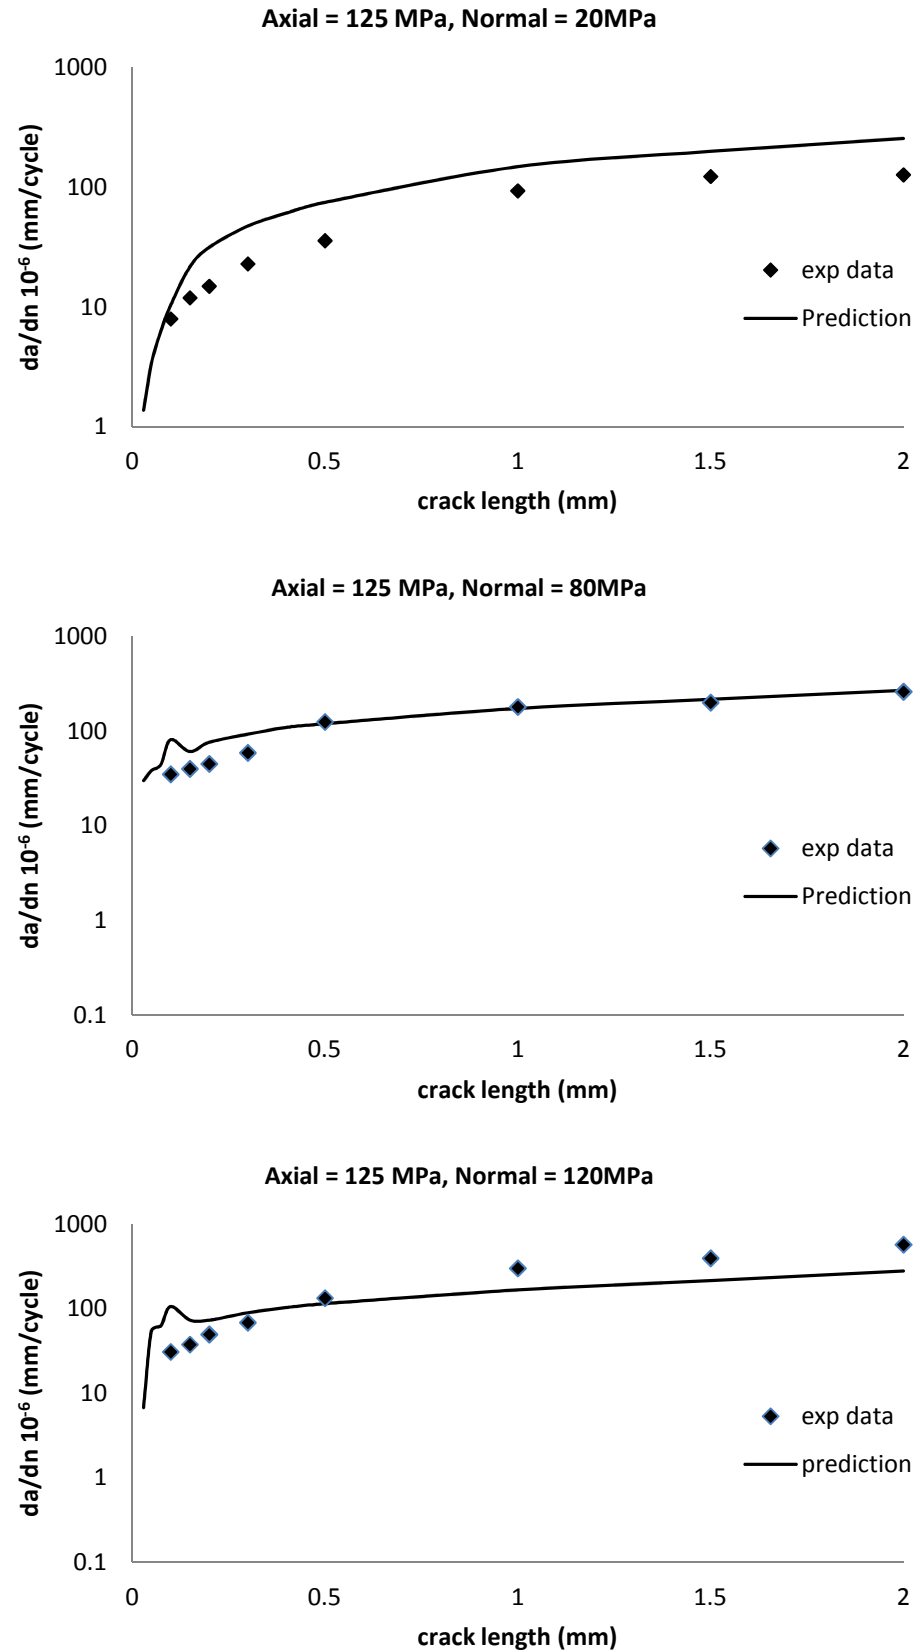 Axial = 125 MPa, Normal = 20MPa
1000
100
10
1
da/dn 10⁻⁶ (mm/cycle)
exp data
Prediction
0 0.5 1 1.5 2
crack length (mm)
Axial = 125 MPa, Normal = 80MPa
1000
100
10
1
0.1
da/dn 10⁻⁶ (mm/cycle)
exp data
Prediction
0 0.5 1 1.5 2
crack length (mm)
Axial = 125 MPa, Normal = 120MPa
1000
100
10
1
0.1
da/dn 10⁻⁶ (mm/cycle)
exp data
prediction
0 0.5 1 1.5 2
crack length (mm)